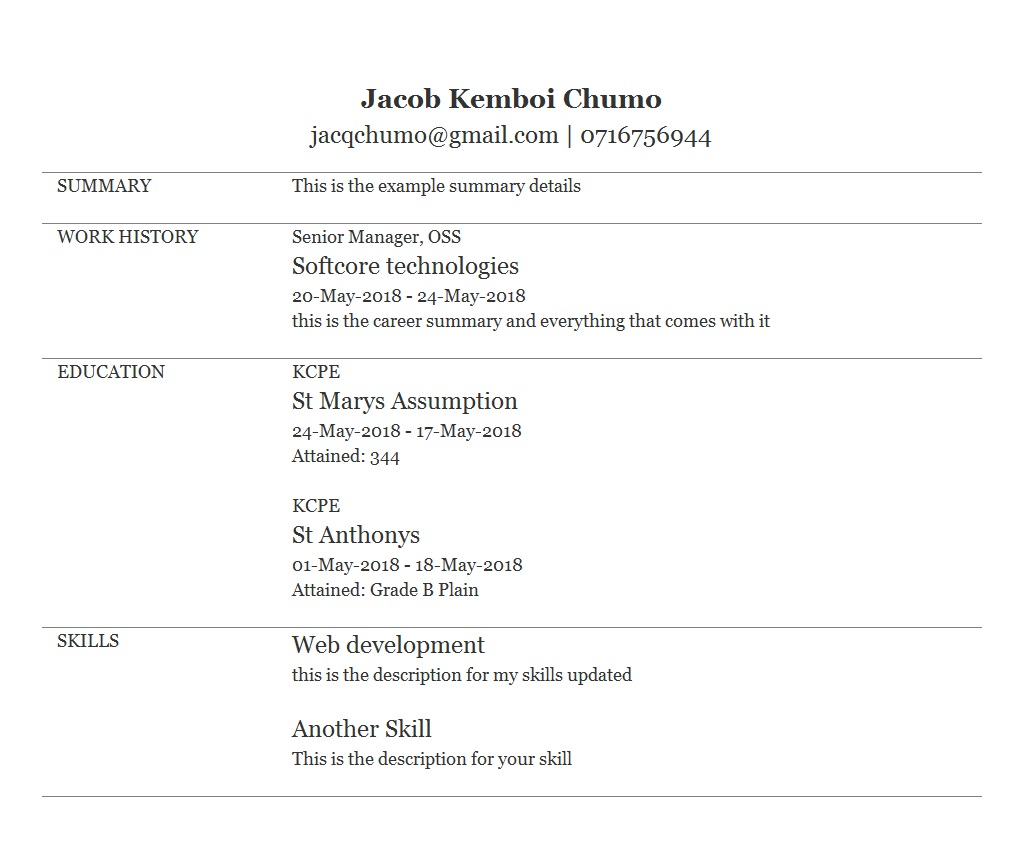 Jacob Kemboi Chumo
jacqchumo@gmail.com | 0716756944
SUMMARY
This is the example summary details
WORK HISTORY
Senior Manager, OSS
Softcore technologies
20-May-2018 - 24-May-2018
this is the career summary and everything that comes with it
EDUCATION
KCPE
St Marys Assumption
24-May-2018 - 17-May-2018
Attained: 344
KCPE
St Anthonys
01-May-2018 - 18-May-2018
Attained: Grade B Plain
SKILLS
Web development
this is the description for my skills updated
Another Skill
This is the description for your skill